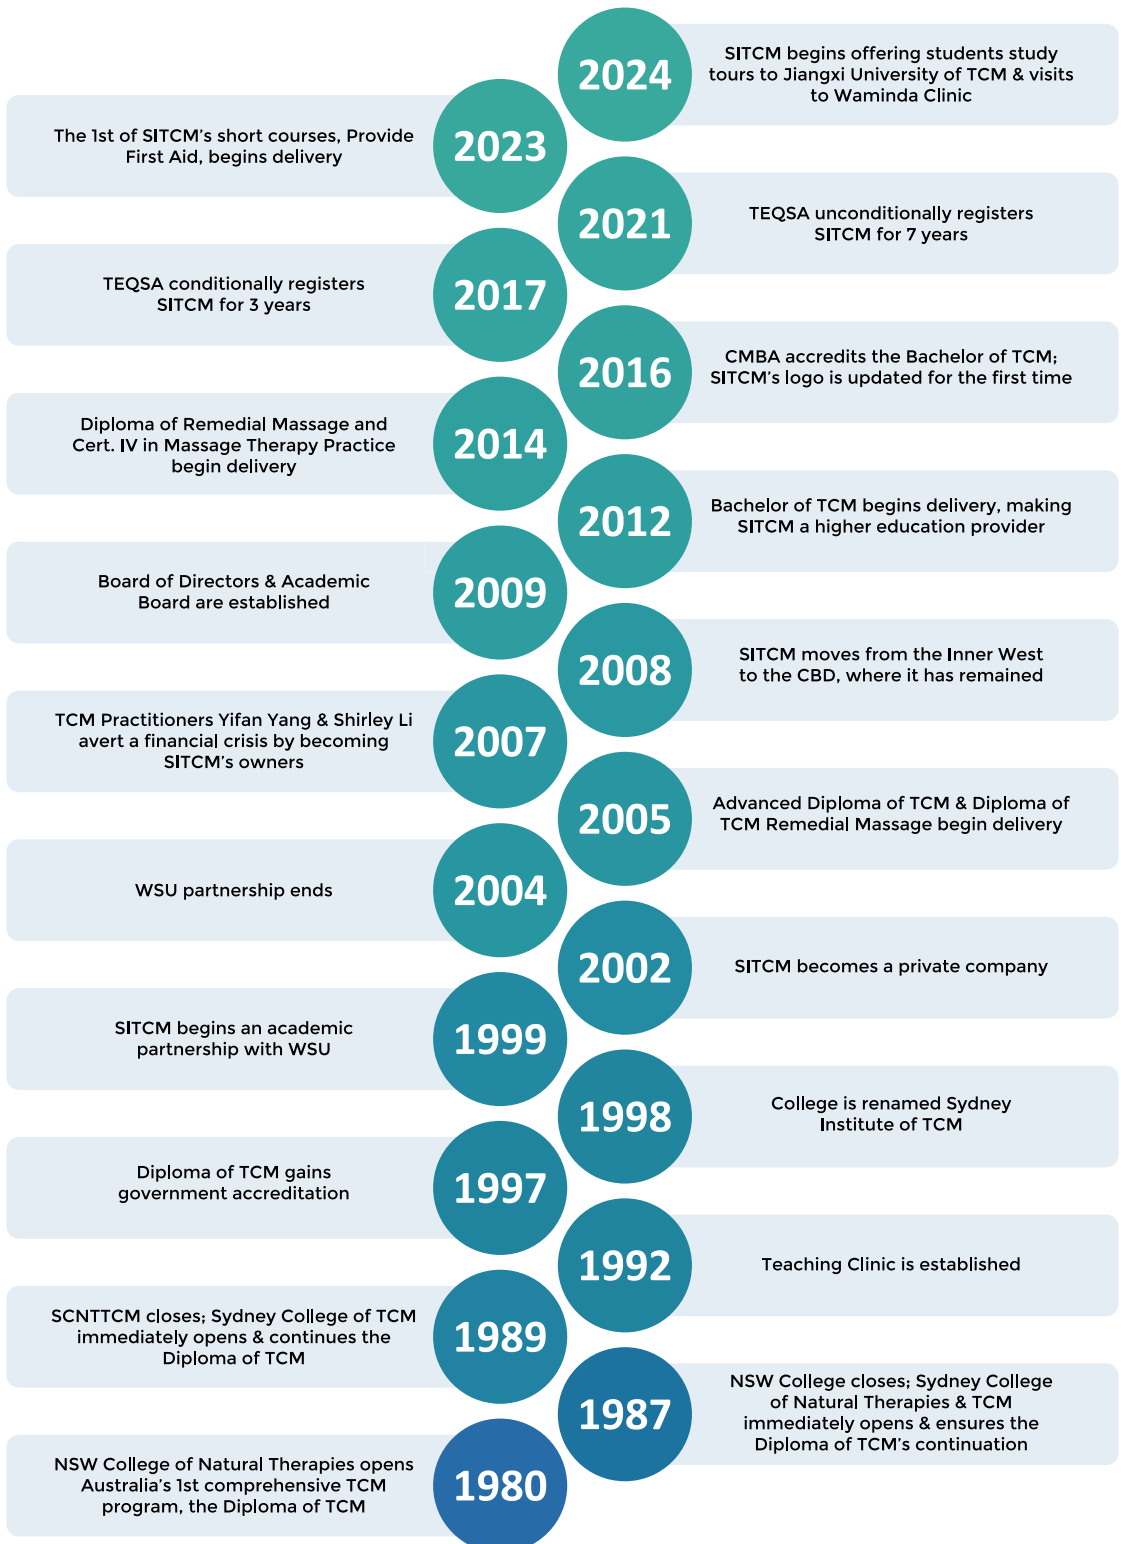 2024
SITCM begins offering students study
tours to Jiangxi University of TCM & visits
to Waminda Clinic
2023
The 1st of SITCM's short courses, Provide
First Aid, begins delivery
2021
TEQSA unconditionally registers
SITCM for 7 years
2017
TEQSA conditionally registers
SITCM for 3 years
2016
CMBA accredits the Bachelor of TCM;
SITCM's logo is updated for the first time
2014
Diploma of Remedial Massage and
Cert. IV in Massage Therapy Practice
begin delivery
2012
Bachelor of TCM begins delivery, making
SITCM a higher education provider
2009
Board of Directors & Academic
Board are established
2008
SITCM moves from the Inner West
to the CBD, where it has remained
2007
TCM Practitioners Yifan Yang & Shirley Li
avert a financial crisis by becoming
SITCM's owners
2005
Advanced Diploma of TCM & Diploma of
TCM Remedial Massage begin delivery
2004
WSU partnership ends
2002
SITCM becomes a private company
1999
SITCM begins an academic
partnership with WSU
1998
College is renamed Sydney
Institute of TCM
1997
Diploma of TCM gains
government accreditation
1992
Teaching Clinic is established
1989
SCNTTCM closes; Sydney College of TCM
immediately opens & continues the
Diploma of TCM
1987
NSW College closes; Sydney College
of Natural Therapies & TCM
immediately opens & ensures the
Diploma of TCM's continuation
1980
NSW College of Natural Therapies opens
Australia's 1st comprehensive TCM
program, the Diploma of TCM